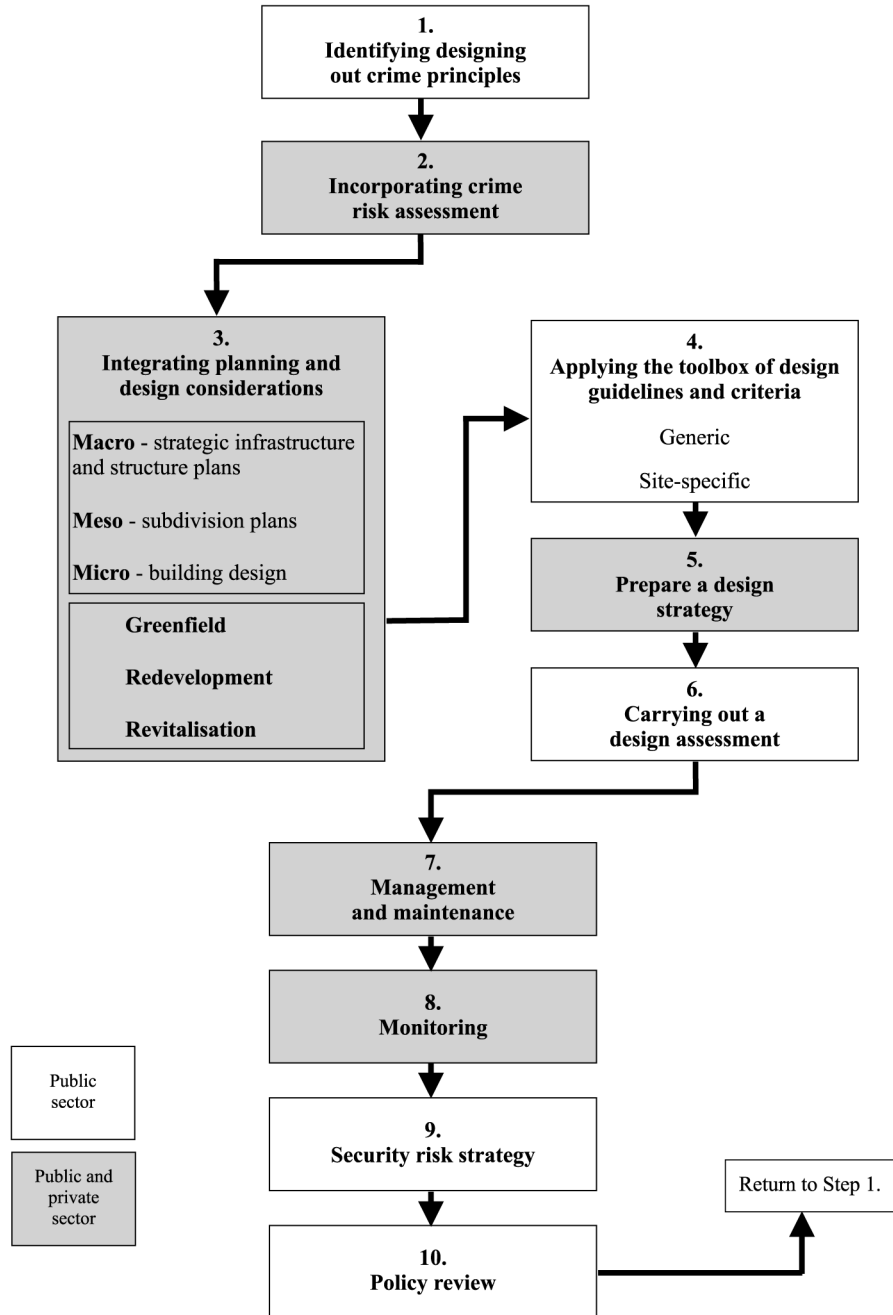 1.
Identifying designing
out crime principles
2.
Incorporating crime
risk assessment
3.
Integrating planning and
design considerations
Macro - strategic infrastructure
and structure plans
Meso - subdivision plans
Micro - building design
Greenfield
Redevelopment
Revitalisation
4.
Applying the toolbox of design
guidelines and criteria
Generic
Site-specific
5.
Prepare a design
strategy
6.
Carrying out a
design assessment
7.
Management
and maintenance
8.
Monitoring
9.
Security risk strategy
10.
Policy review
Return to Step 1.
Public
sector
Public and
private
sector